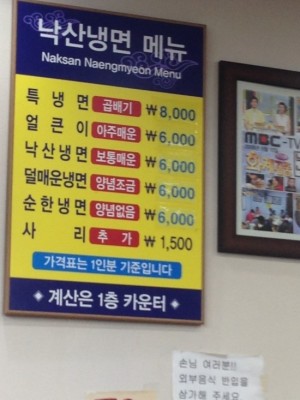 낙산냉면 메뉴
Naksan Naengmyeon Menu
특냉면 곱배기 ₩8,000
얼큰이 아주매운 ₩6,000
낙산냉면 보통매운 ₩6,000
덜매운냉면 양념조금 ₩6,000
순한냉면 양념없음 ₩6,000
사리 추가 ₩1,500
가격표는 1인분 기준입니다
계산은 1층 카운터
MBC-TV
손님 여러분!!
외부음식 반입을
삼가해 주세요